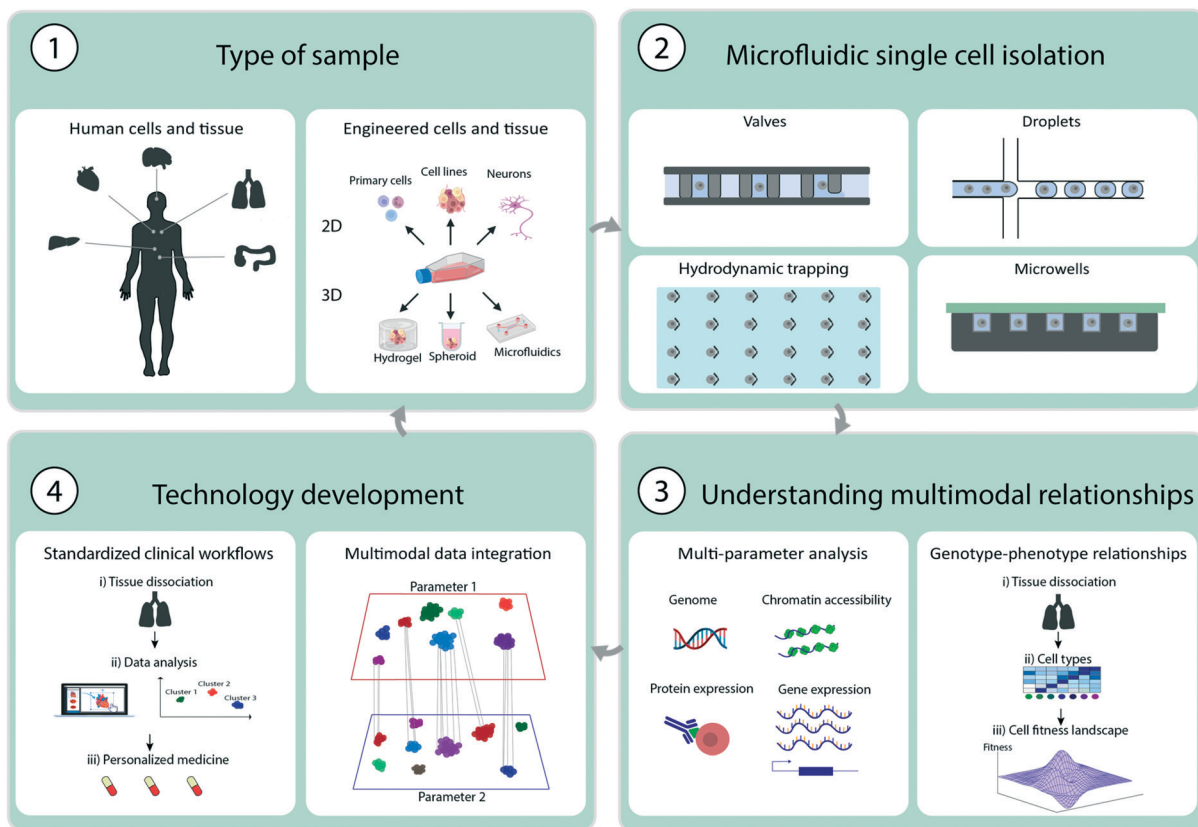 1
Type of sample
Human cells and tissue
Engineered cells and tissue
Primary cells
Cell lines
Neurons
2D
3D
Hydrogel
Spheroid
Microfluidics
2
Microfluidic single cell isolation
Valves
Droplets
Hydrodynamic trapping
Microwells
4
Technology development
Standardized clinical workflows
i) Tissue dissociation
ii) Data analysis
Cluster 1
Cluster 2
Cluster 3
iii) Personalized medicine
Multimodal data integration
Parameter 1
Parameter 2
3
Understanding multimodal relationships
Multi-parameter analysis
Genome
Chromatin accessibility
Protein expression
Gene expression
Genotype-phenotype relationships
i) Tissue dissociation
ii) Cell types
iii) Cell fitness landscape
Fitness